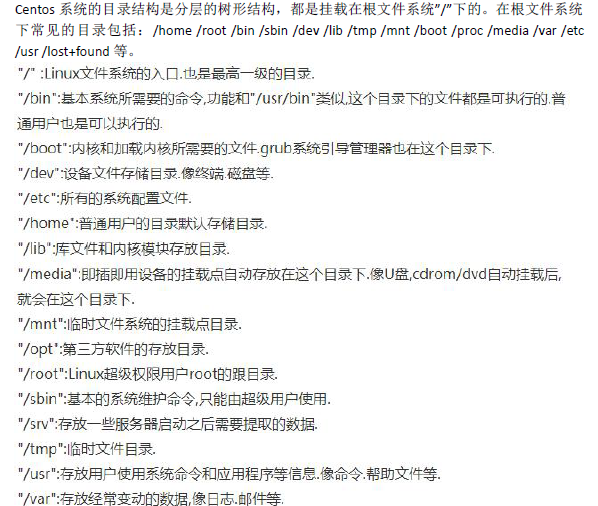 Centos 系统的目录结构是分层的树形结构，都是挂载在根文件系统”/”下的。在根文件系统
下常见的目录包括：/home /root /bin /sbin /dev /lib /tmp /mnt /boot /proc /media /var /etc
/usr /lost+found 等。
"/" :Linux文件系统的入口.也是最高一级的目录.
"/bin":基本系统所需要的命令,功能和"/usr/bin"类似,这个目录下的文件都是可执行的.普
通用户也是可以执行的.
"/boot":内核和加载内核所需要的文件.grub系统引导管理器也在这个目录下.
"/dev":设备文件存储目录.像终端.磁盘等.
"/etc":所有的系统配置文件.
"/home":普通用户的目录默认存储目录.
"/lib":库文件和内核模块存放目录.
"/media":即插即用设备的挂载点自动存放在这个目录下.像U盘,cdrom/dvd自动挂载后,
就会在这个目录下.
"/mnt":临时文件系统的挂载点目录.
"/opt":第三方软件的存放目录.
"/root":Linux超级权限用户root的跟目录.
"/sbin":基本的系统维护命令,只能由超级用户使用.
"/srv":存放一些服务器启动之后需要提取的数据.
"/tmp":临时文件目录.
"/usr":存放用户使用系统命令和应用程序等信息.像命令.帮助文件等.
"/var":存放经常变动的数据,像日志.邮件等.